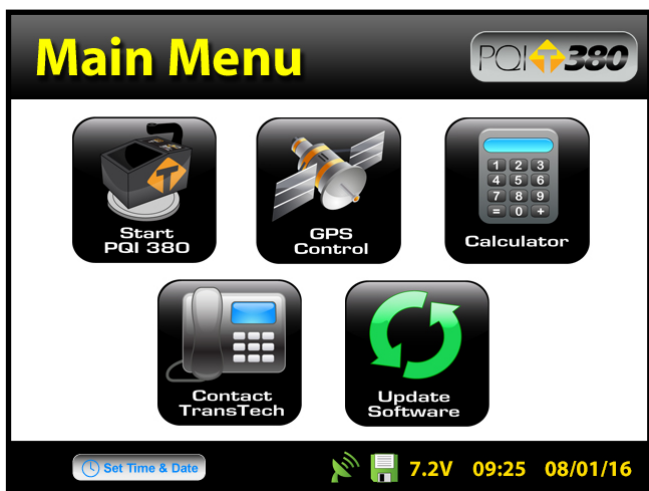 Main Menu
PQI T 380
T
Start
PQI 380
GPS
Control
Calculator
1 2 3
4 5 6
7 8 9
= 0 +
Contact
TransTech
Update
Software
Set Time & Date
7.2V 09:25 08/01/16